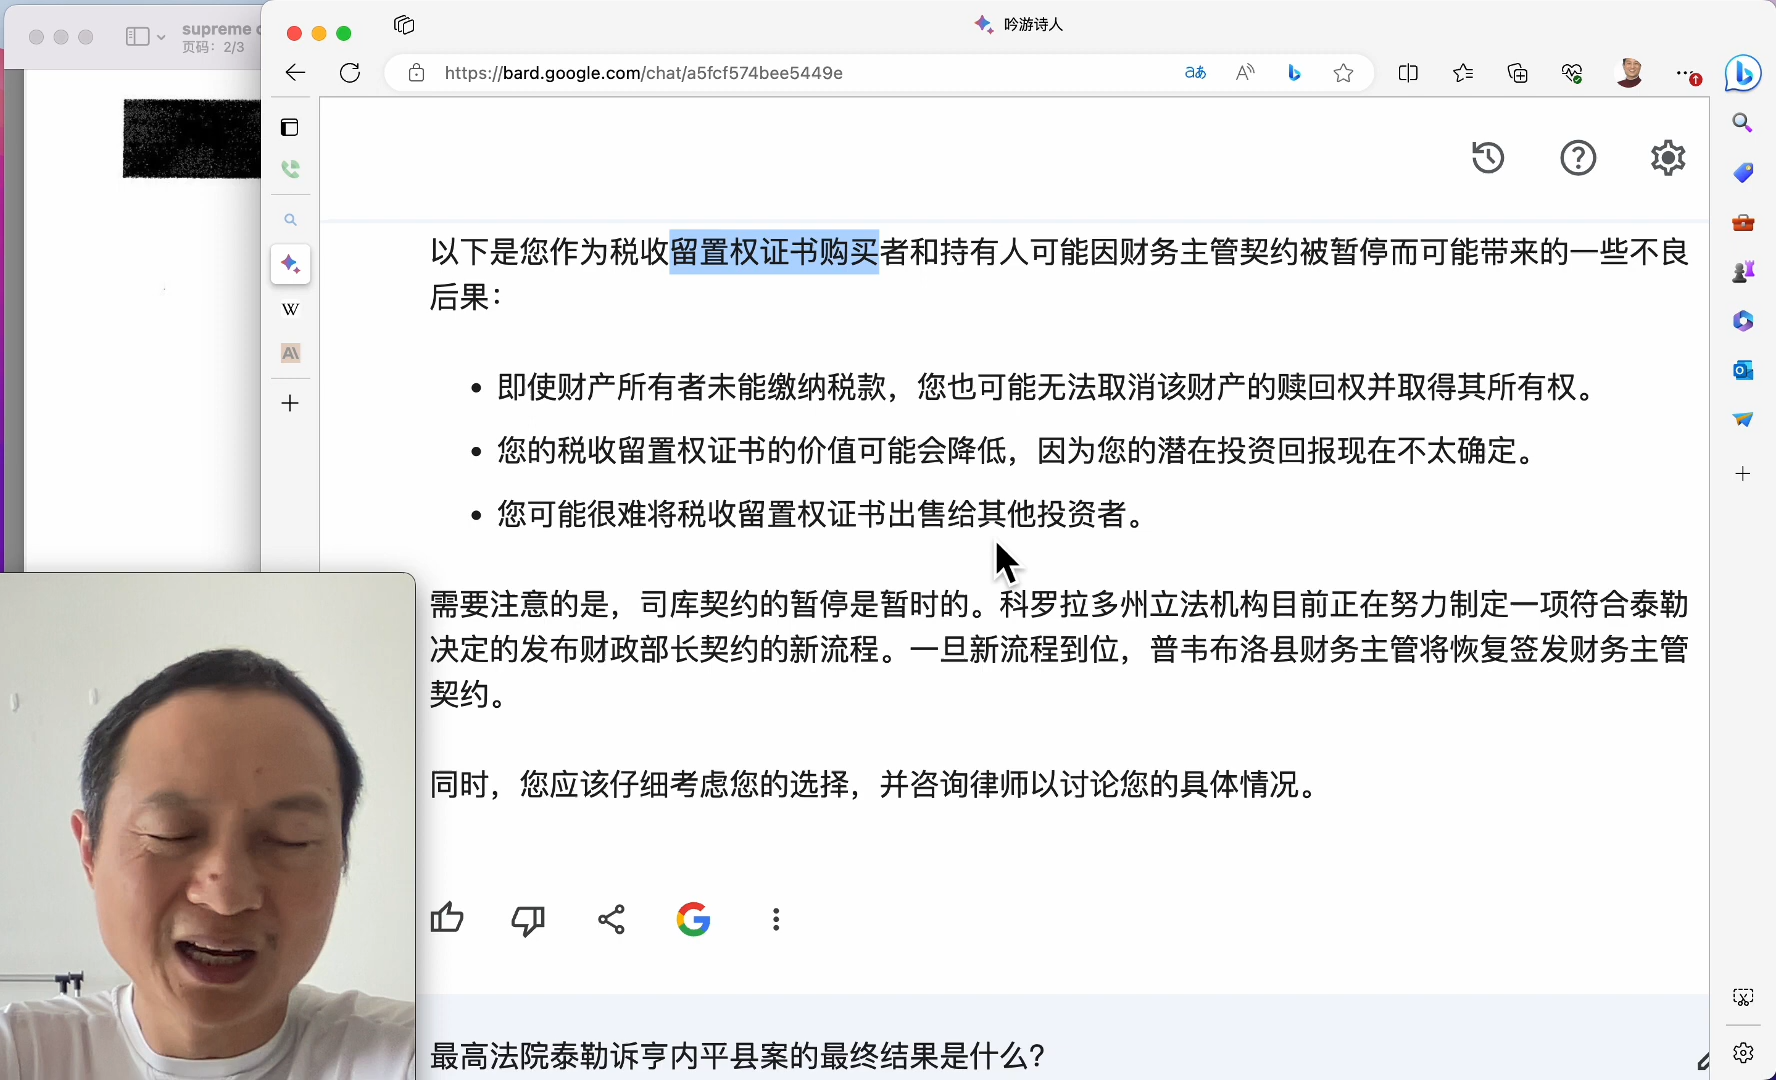 supreme
页码：2/3
吟游诗人
https://bard.google.com/chat/a5fcf574bee5449e
以下是您作为税收留置权证书购买者和持有人可能因财务主管契约被暂停而可能带来的一些不良
后果：
• 即使财产所有者未能缴纳税款，您也可能无法取消该财产的赎回权并取得其所有权。
• 您的税收留置权证书的价值可能会降低，因为您的潜在投资回报现在不太确定。
• 您可能很难将税收留置权证书出售给其他投资者。
需要注意的是，司库契约的暂停是暂时的。科罗拉多州立法机构目前正在努力制定一项符合泰勒
决定的发布财政部长契约的新流程。一旦新流程到位，普韦布洛县财务主管将恢复签发财务主管
契约。
同时，您应该仔细考虑您的选择，并咨询律师以讨论您的具体情况。
最高法院泰勒诉亨内平县案的最终结果是什么？